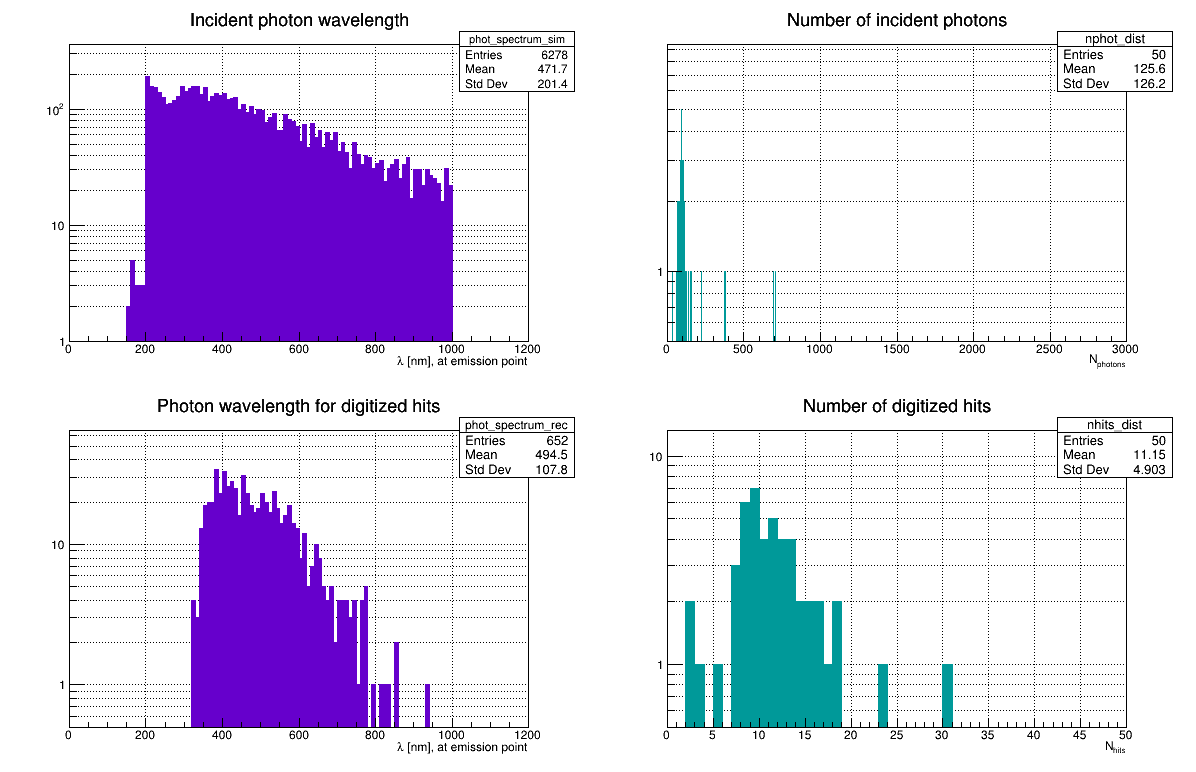 Incident photon wavelength
phot_spectrum_sim
Entries 6278
Mean 471.7
Std Dev 201.4
10²
10
1
0 200 400 600 800 1000 1200
λ [nm], at emission point
Number of incident photons
nphot_dist
Entries 50
Mean 125.6
Std Dev 126.2
1
0 500 1000 1500 2000 2500 3000
Nphotons
Photon wavelength for digitized hits
phot_spectrum_rec
Entries 652
Mean 494.5
Std Dev 107.8
10
1
0 200 400 600 800 1000 1200
λ [nm], at emission point
Number of digitized hits
nhits_dist
Entries 50
Mean 11.15
Std Dev 4.903
10
1
0 5 10 15 20 25 30 35 40 45 50
Nhits